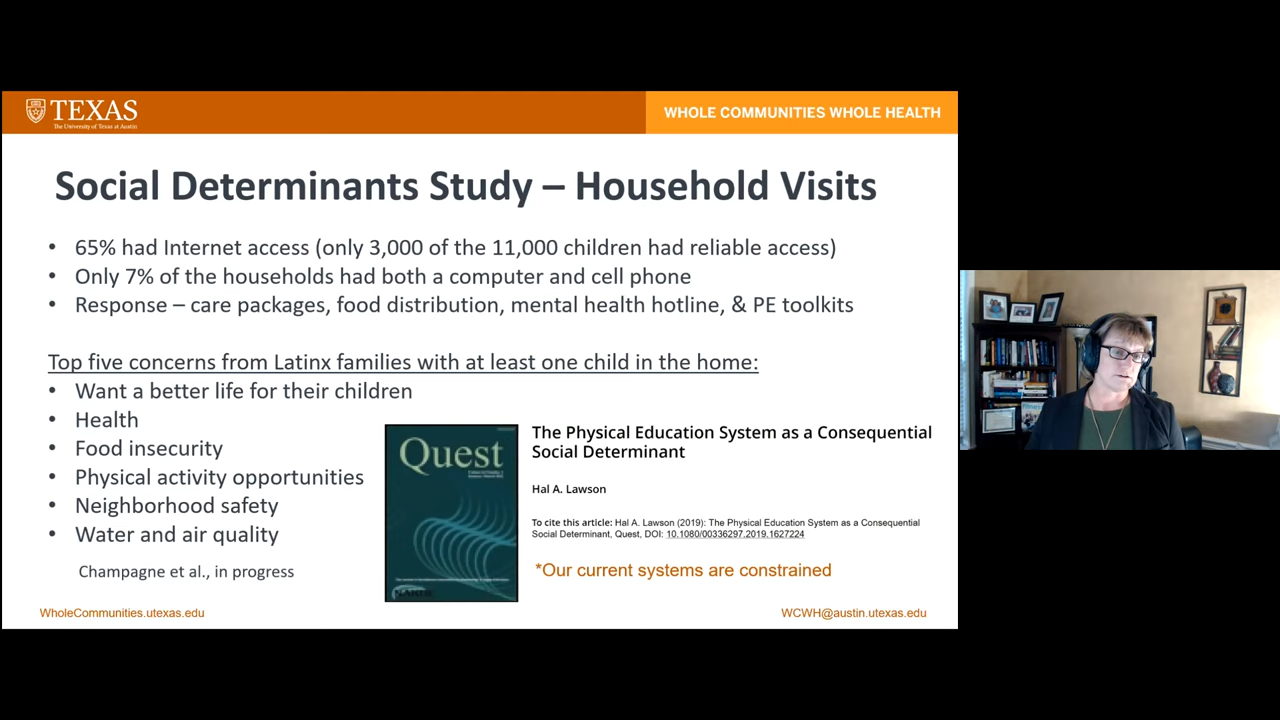 TEXAS
The University of Texas at Austin
WHOLE COMMUNITIES WHOLE HEALTH
Social Determinants Study – Household Visits
• 65% had Internet access (only 3,000 of the 11,000 children had reliable access)
• Only 7% of the households had both a computer and cell phone
• Response – care packages, food distribution, mental health hotline, & PE toolkits
Top five concerns from Latinx families with at least one child in the home:
• Want a better life for their children
• Health
• Food insecurity
• Physical activity opportunities
• Neighborhood safety
• Water and air quality
Champagne et al., in progress
Quest
The Physical Education System as a Consequential
Social Determinant
Hal A. Lawson
To cite this article: Hal A. Lawson (2019): The Physical Education System as a Consequential
Social Determinant, Quest, DOI: 10.1080/00336297.2019.1627224
*Our current systems are constrained
WholeCommunities.utexas.edu
WCWH@austin.utexas.edu